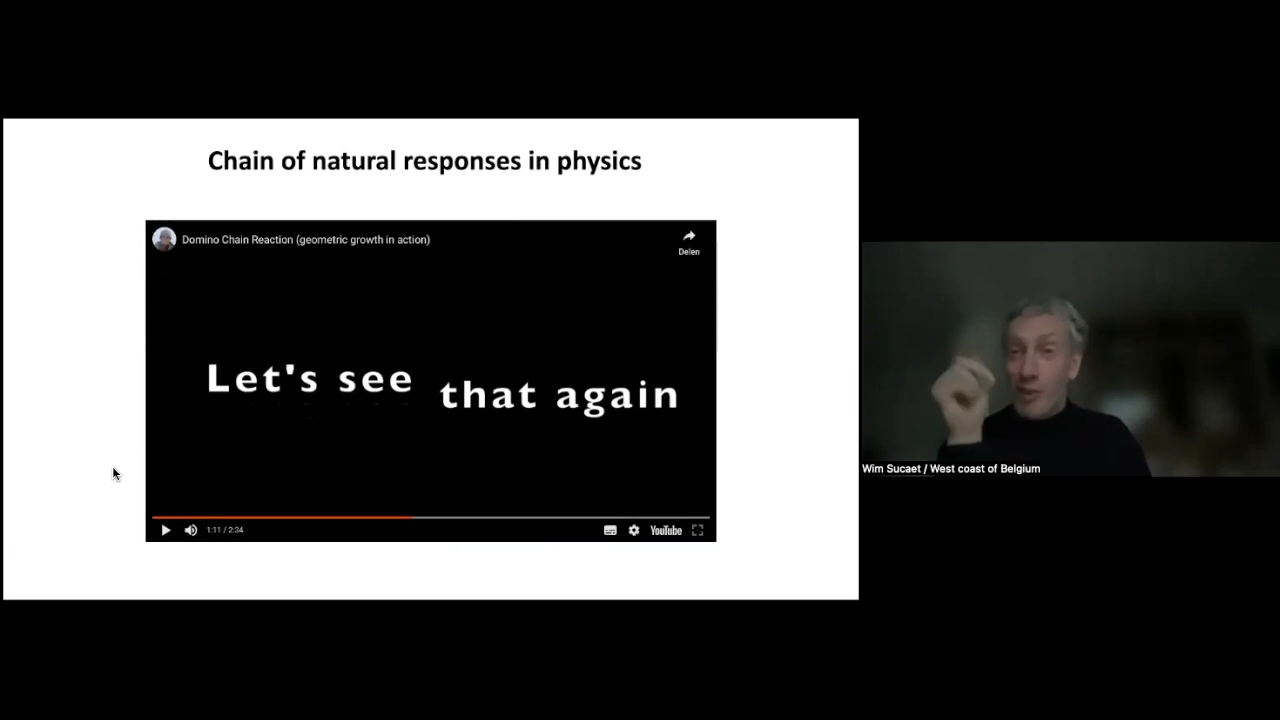 Chain of natural responses in physics
Domino Chain Reaction (geometric growth in action)
Delen
Let's see that again
1:11 / 2:34
YouTube
Wim Sucaet / West coast of Belgium